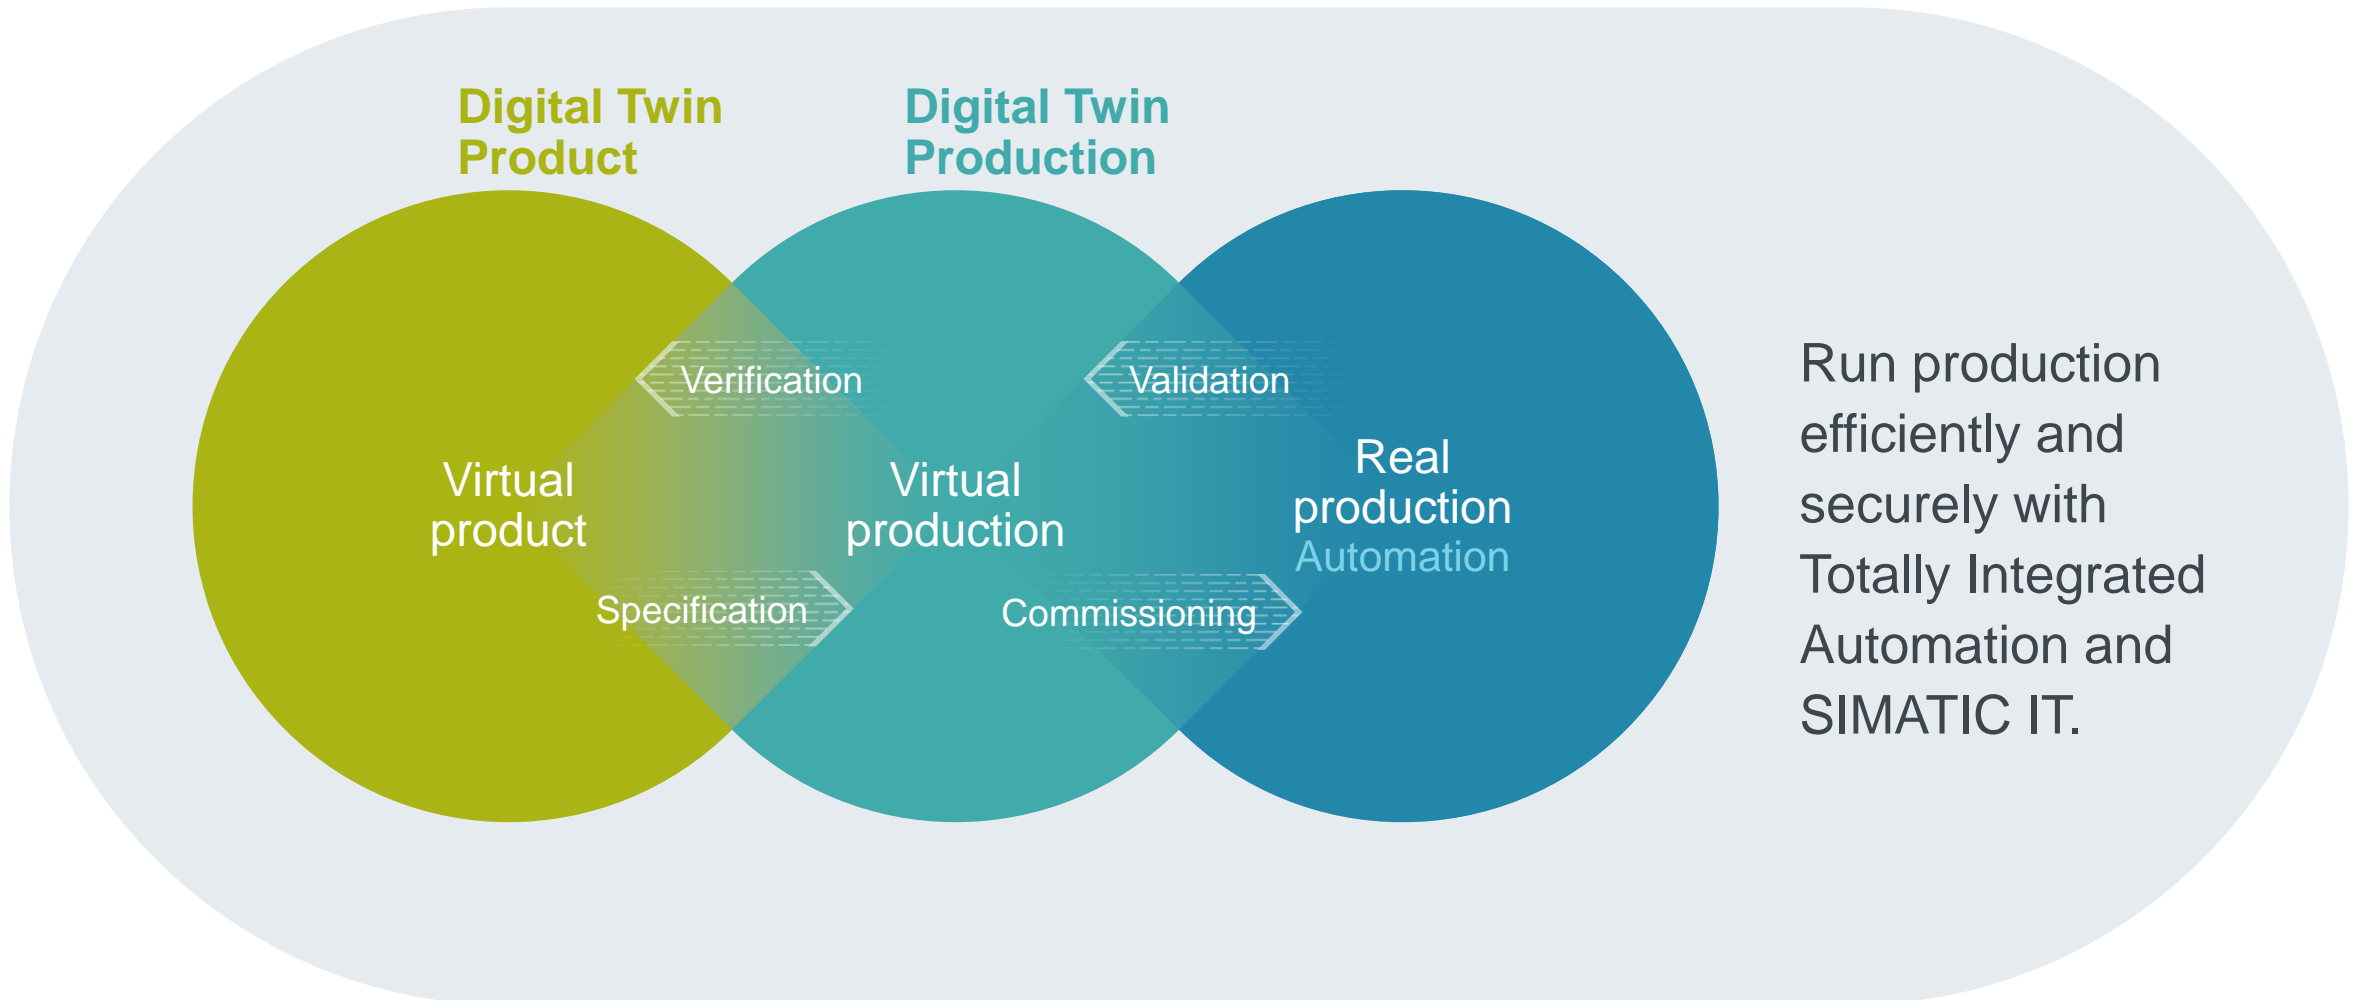 Digital Twin
Product
Digital Twin
Production
Verification
Validation
Virtual
product
Virtual
production
Real
production
Automation
Specification
Commissioning
Run production
efficiently and
securely with
Totally Integrated
Automation and
SIMATIC IT.